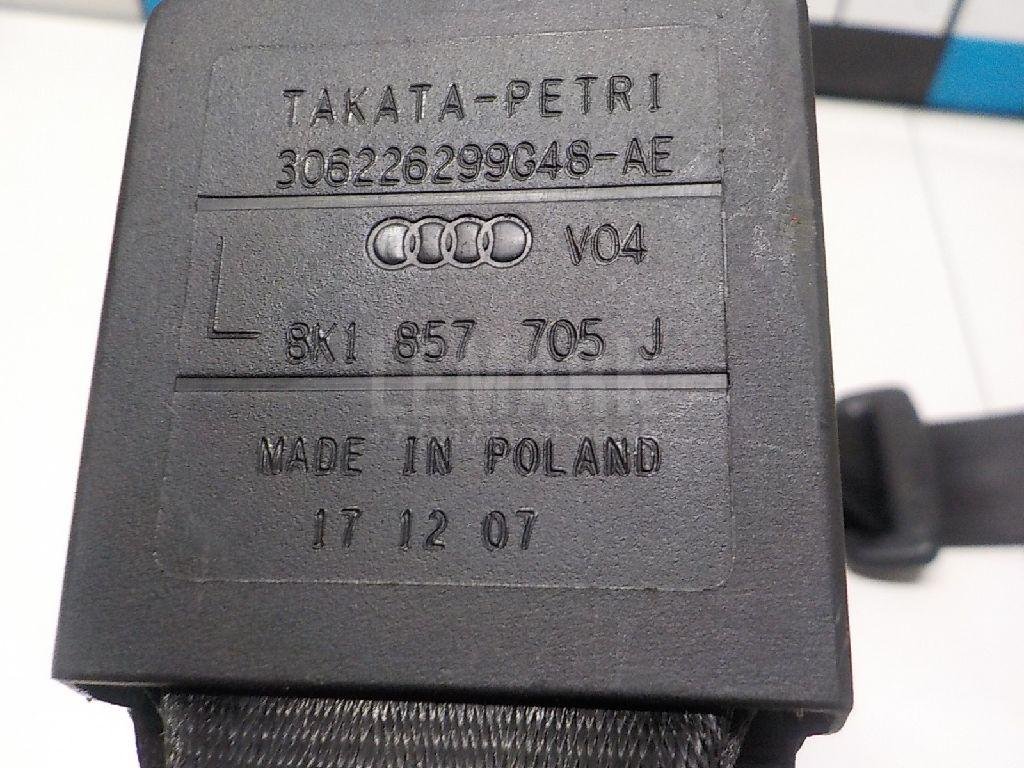 TAKATA-PETRI
306226299G48-AE
V04
L
8K1 857 705 J
MADE IN POLAND
17 12 07